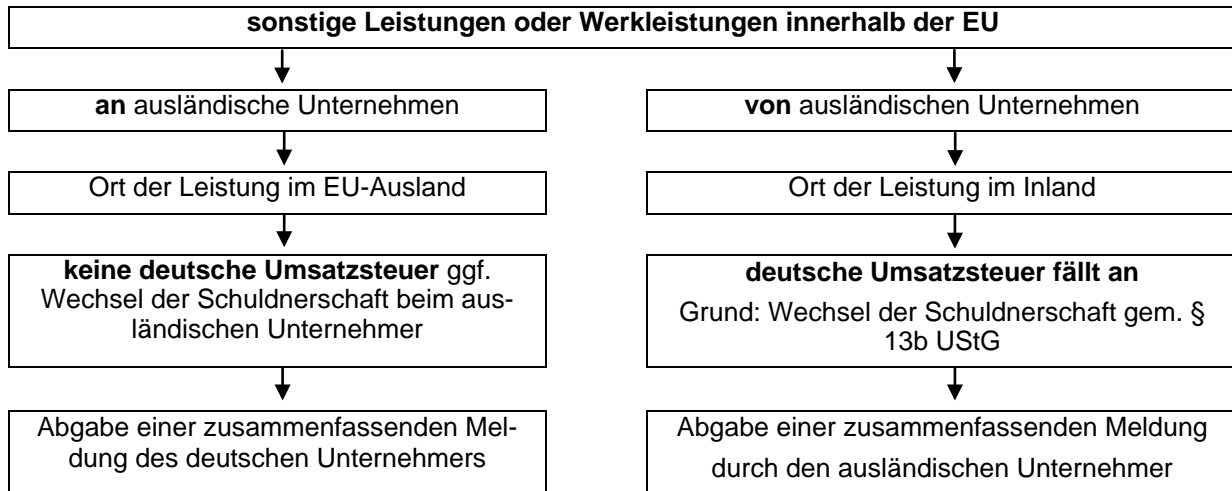 sonstige Leistungen oder Werkleistungen innerhalb der EU
an ausländische Unternehmen
Ort der Leistung im EU-Ausland
keine deutsche Umsatzsteuer ggf.
Wechsel der Schuldnerschaft beim aus-
ländischen Unternehmer
Abgabe einer zusammenfassenden Mel-
dung des deutschen Unternehmers
von ausländischen Unternehmen
Ort der Leistung im Inland
deutsche Umsatzsteuer fällt an
Grund: Wechsel der Schuldnerschaft gem. §
13b UStG
Abgabe einer zusammenfassenden Meldung
durch den ausländischen Unternehmer